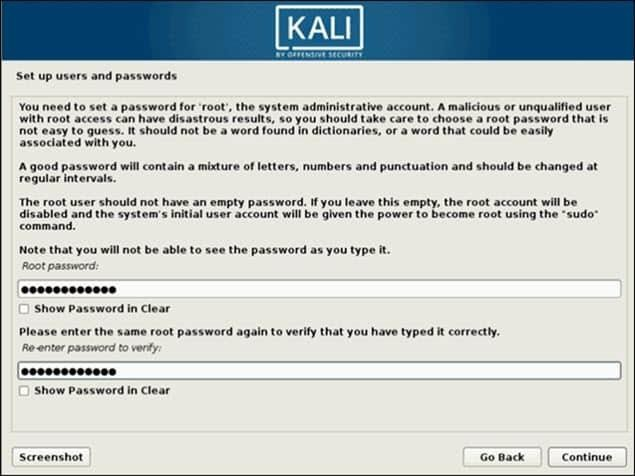 KALI
BY OFFENSIVE SECURITY
Set up users and passwords
You need to set a password for 'root', the system administrative account. A malicious or unqualified user
with root access can have disastrous results, so you should take care to choose a root password that is
not easy to guess. It should not be a word found in dictionaries, or a word that could be easily
associated with you.
A good password will contain a mixture of letters, numbers and punctuation and should be changed at
regular intervals.
The root user should not have an empty password. If you leave this empty, the root account will be
disabled and the system's initial user account will be given the power to become root using the "sudo"
command.
Note that you will not be able to see the password as you type it.
Root password:
●●●●●●●●●●●●
Show Password in Clear
Please enter the same root password again to verify that you have typed it correctly.
Re-enter password to verify:
●●●●●●●●●●●●
Show Password in Clear
Screenshot
Go Back
Continue